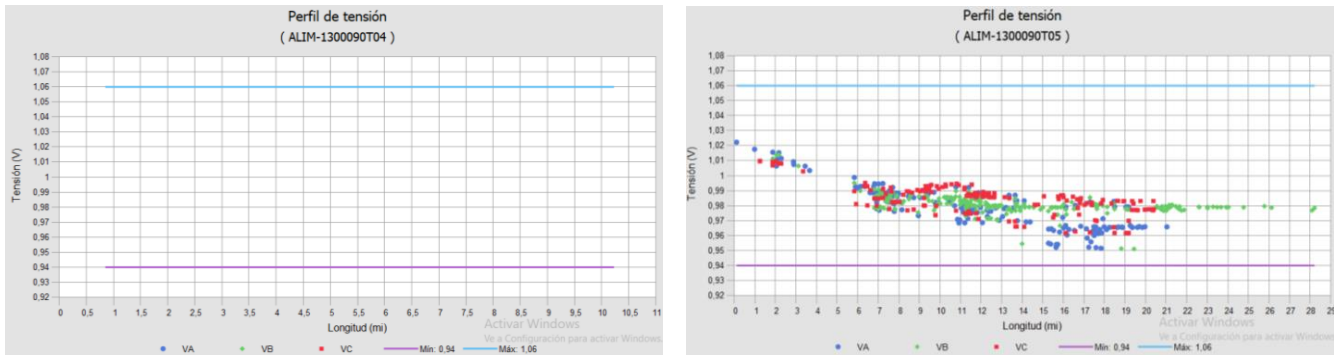 Perfil de tensión
( ALIM-1300090T04 )
1,08
1,07
1,06
1,05
1,04
1,03
1,02
1,01
1
0,99
0,98
0,97
0,96
0,95
0,94
0,93
0,92
Tensión (V)
0 0,5 1 1,5 2 2,5 3 3,5 4 4,5 5 5,5 6 6,5 7 7,5 8 8,5 9 9,5 10 10,5 11
Longitud (mi)
Activar Windows
Ve a Configuración para activar Windows.
VA VB VC Mín: 0,94 Máx: 1,06
Perfil de tensión
( ALIM-1300090T05 )
1,08
1,07
1,06
1,05
1,04
1,03
1,02
1,01
1
0,99
0,98
0,97
0,96
0,95
0,94
0,93
0,92
Tensión (V)
0 1 2 3 4 5 6 7 8 9 10 11 12 13 14 15 16 17 18 19 20 21 22 23 24 25 26 27 28 29
Longitud (mi)
Activar Windows
Ve a Configuración para activar Windows.
VA VB VC Mín: 0,94 Máx: 1,06